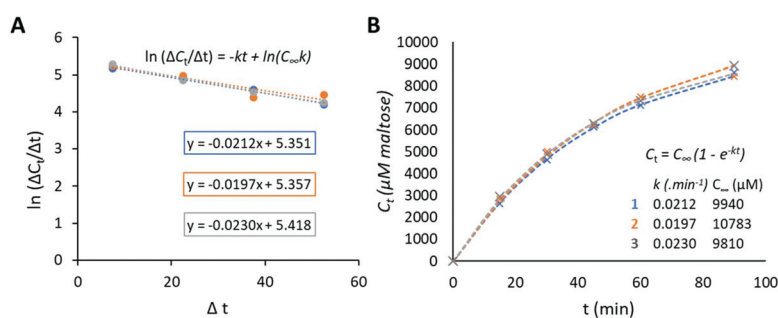 A
ln (ΔCt/Δt) = -kt + ln(C∞k)
ln (ΔCt/Δt)
6
5
4
3
2
1
0
y = -0.0212x + 5.351
y = -0.0197x + 5.357
y = -0.0230x + 5.418
0 20 40 60
Δ t
B
Ct (µM maltose)
10000
9000
8000
7000
6000
5000
4000
3000
2000
1000
0
Ct = C∞ (1 - e-kt)
k (.min-1) C∞ (µM)
1 0.0212 9940
2 0.0197 10783
3 0.0230 9810
0 20 40 60 80 100
t (min)